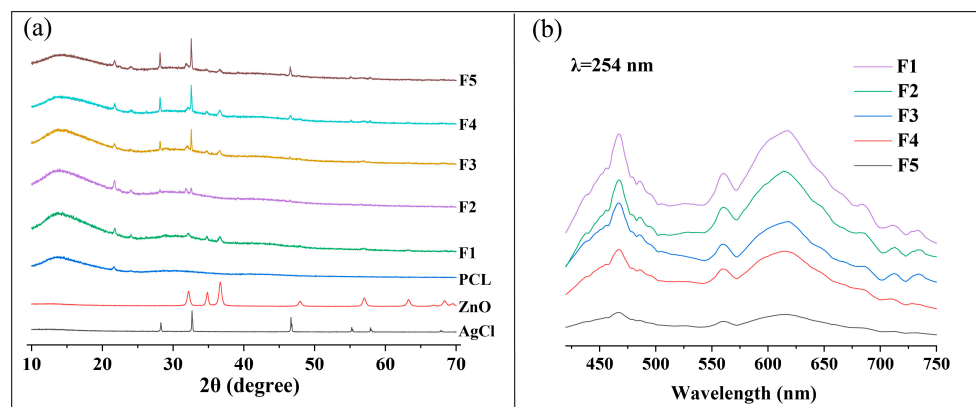 (a)
F5
F4
F3
F2
F1
PCL
ZnO
AgCl
10 20 30 40 50 60 70
2θ (degree)
(b)
λ=254 nm
F1
F2
F3
F4
F5
450 500 550 600 650 700 750
Wavelength (nm)